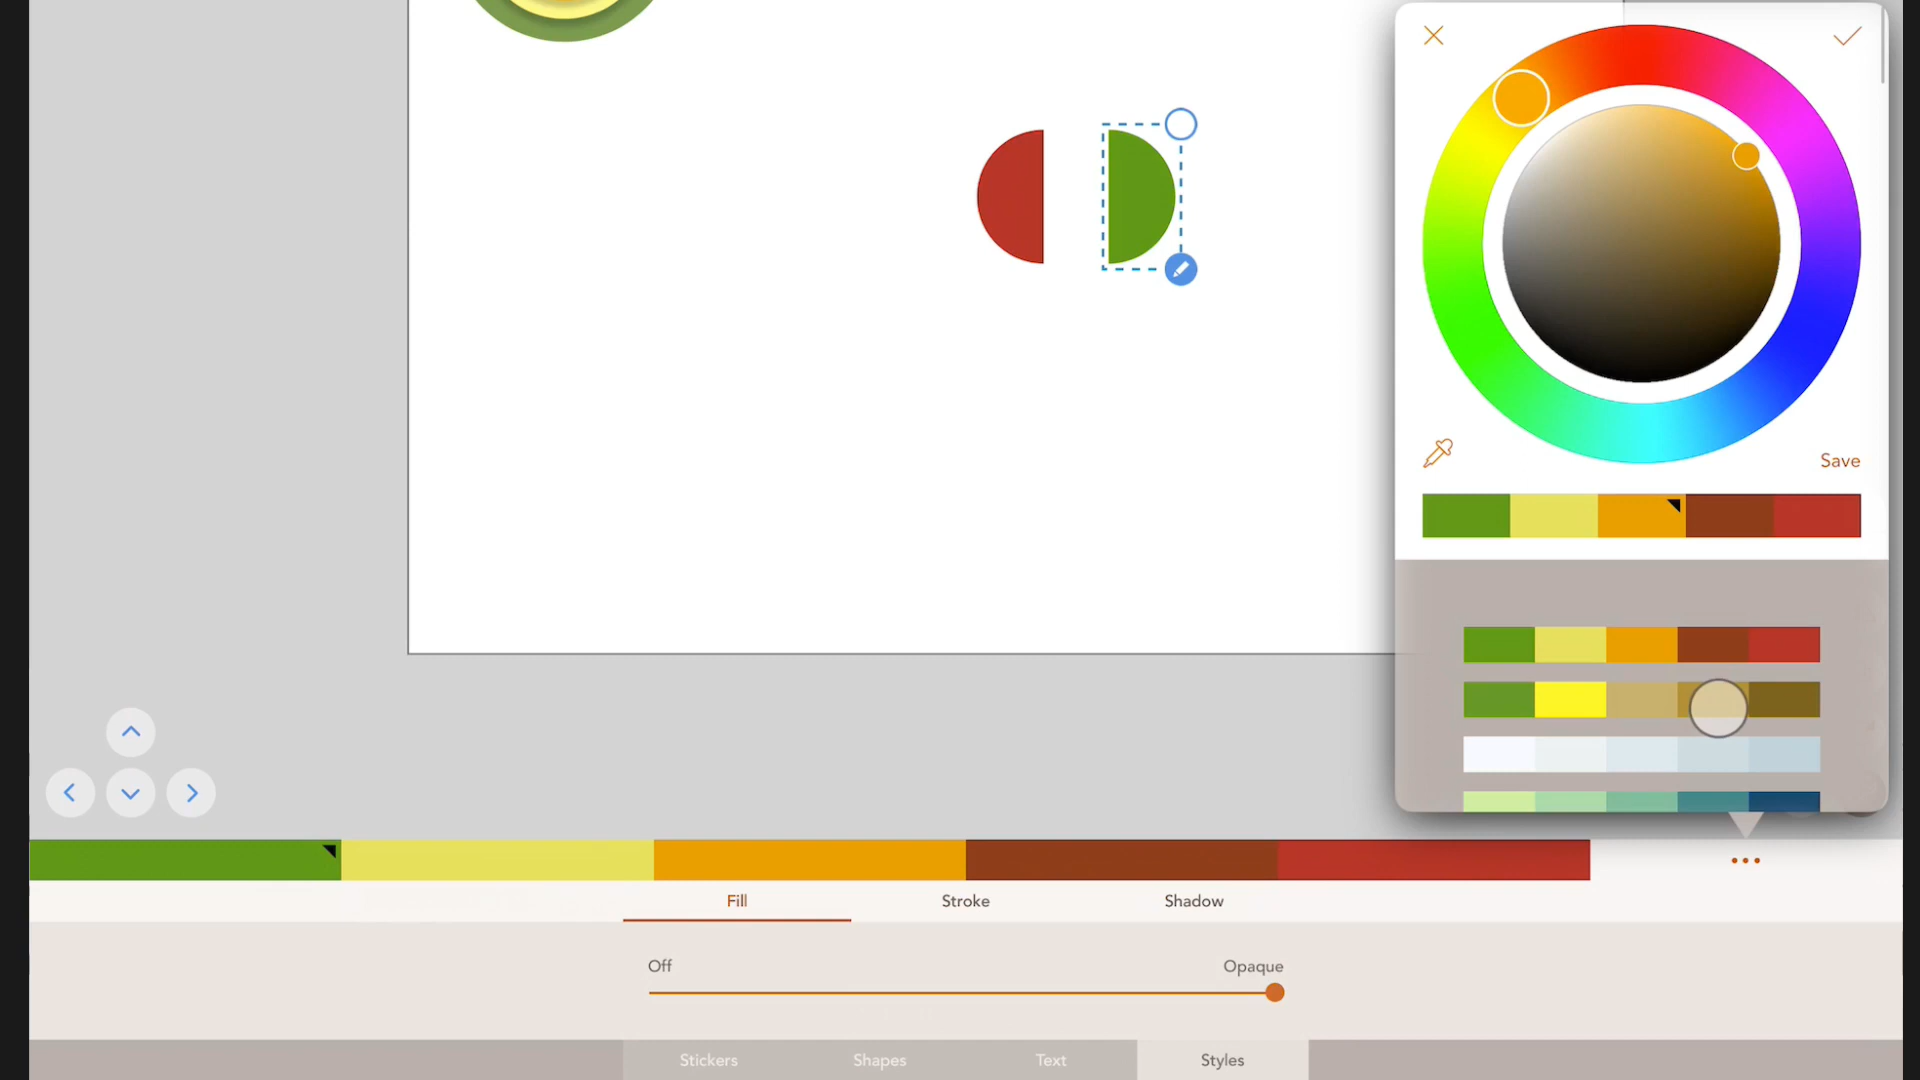 Save
Fill
Stroke
Shadow
Off
Opaque
Stickers
Shapes
Text
Styles